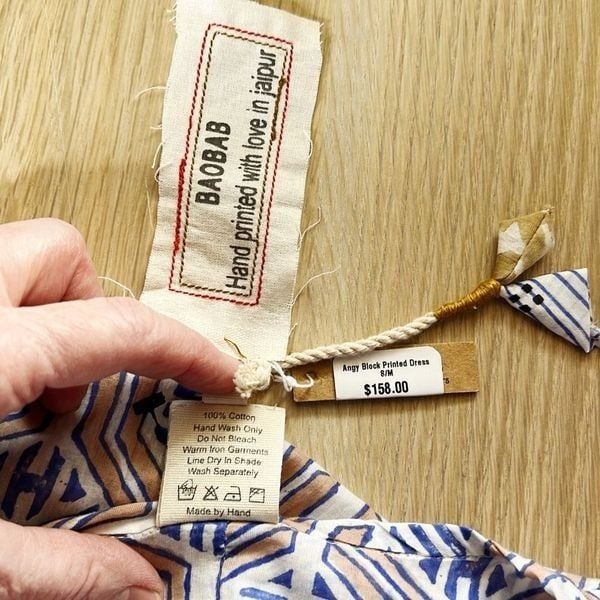 BAOBAB
Hand printed with love in jaipur
Angy Block Printed Dress
S/M
$158.00
100% Cotton
Hand Wash Only
Do Not Bleach
Warm Iron Garments
Line Dry In Shade
Wash Separately
Made by Hand